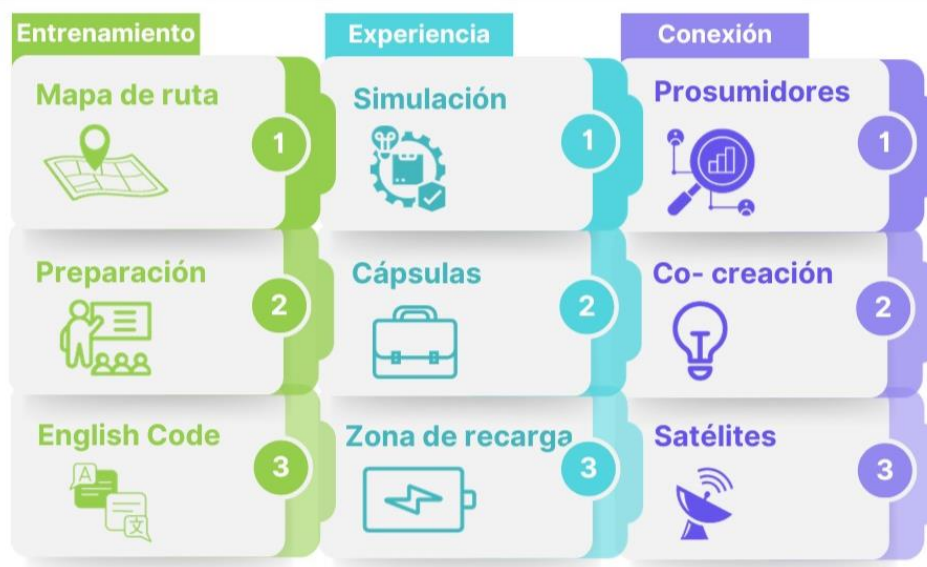 Entrenamiento
Mapa de ruta
1
Preparación
2
English Code
3
A
文
Experiencia
Simulación
1
Cápsulas
2
Zona de recarga
3
Conexión
Prosumidores
1
Co- creación
2
Satélites
3